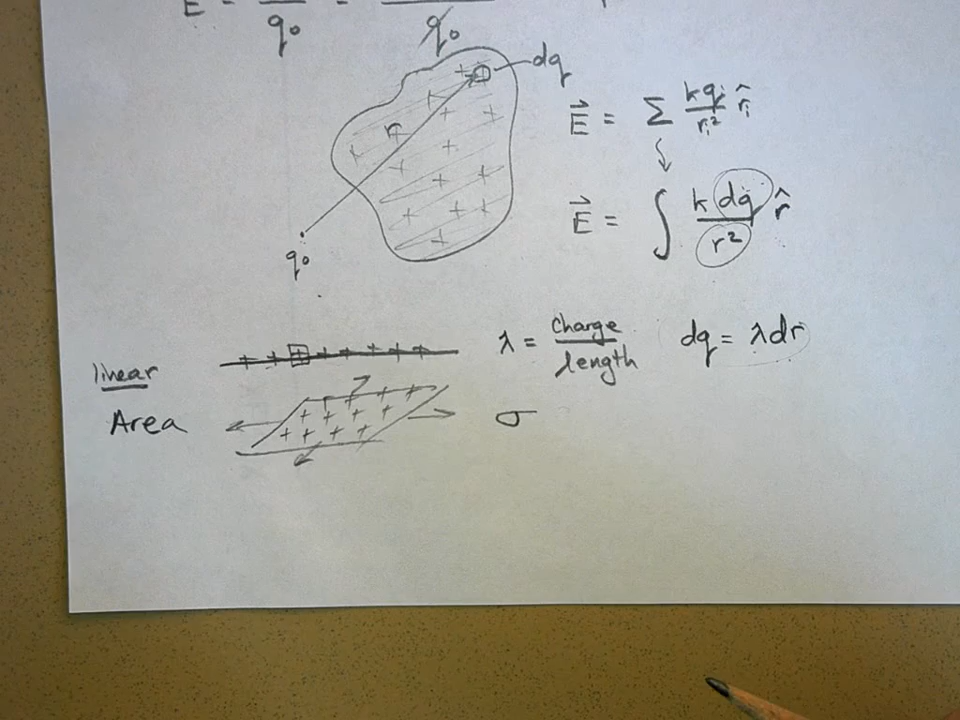 E = — = —
q₀ q₀
dq
r
q₀
E⃗ = Σ kqᵢ/rᵢ² r̂ᵢ
E⃗ = ∫ k dq/r² r̂
linear
λ = charge/length dq = λdr
Area
σ